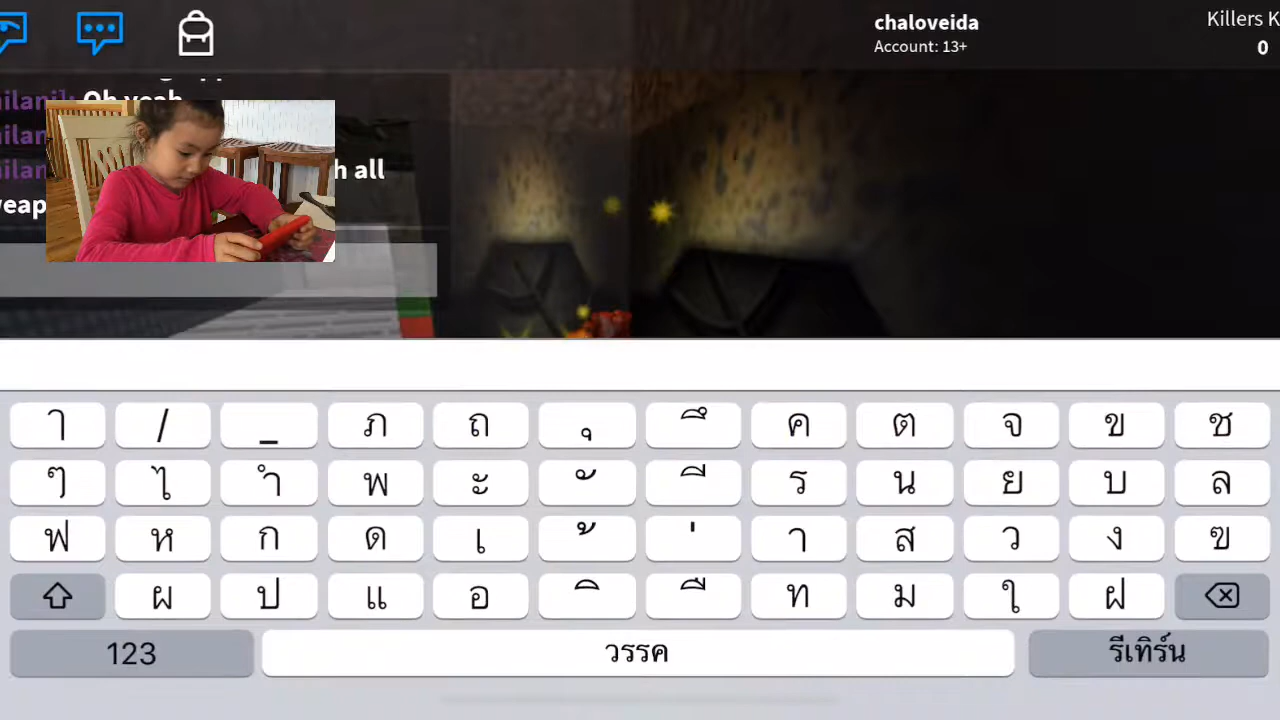 chaloveida
Killers K
Account: 13+
0
Oh yeah
h all
ๅ / _ ภ ถ ุ ึ ค ต จ ข ช
ๆ ไ ำ พ ะ ั ี ร น ย บ ล
ฟ ห ก ด เ ้ ่ า ส ว ง ฃ
ผ ป แ อ ิ ื ท ม ใ ฝ
123 วรรค รีเทิร์น